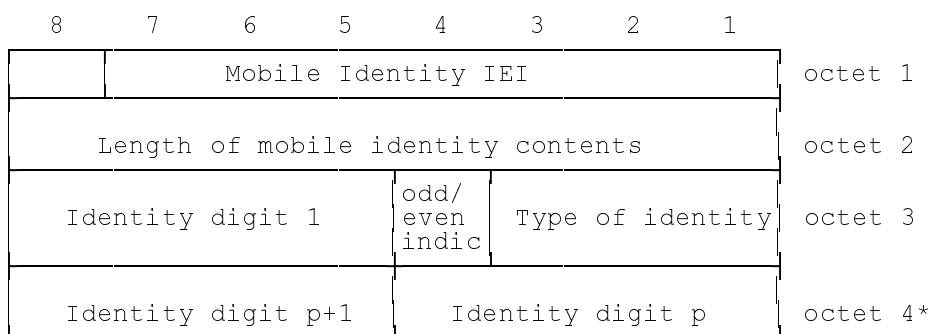 8 7 6 5 4 3 2 1
Mobile Identity IEI octet 1
Length of mobile identity contents octet 2
odd/
Identity digit 1 even Type of identity octet 3
indic
Identity digit p+1 Identity digit p octet 4*